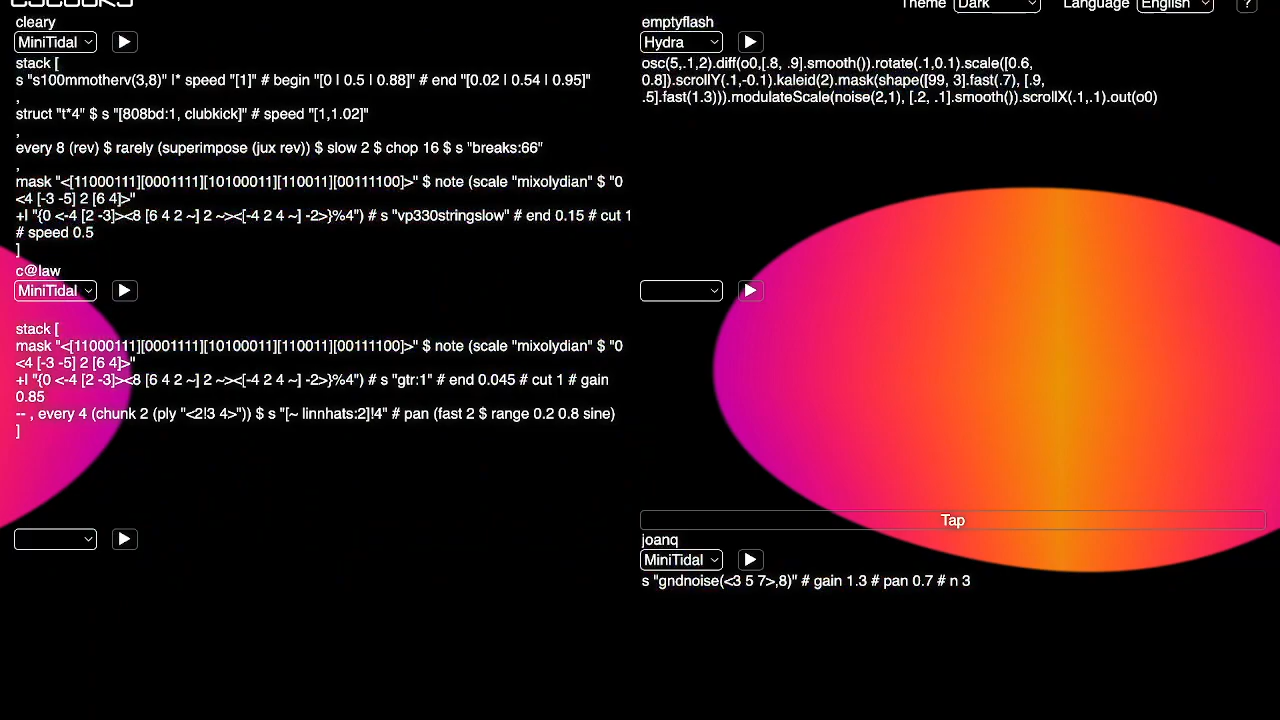 Theme Dark Language English ?
cleary
MiniTidal
stack [
s "s100mmotherv(3,8)" |* speed "[1]" # begin "[0 | 0.5 | 0.88]" # end "[0.02 | 0.54 | 0.95]"
,
struct "t*4" $ s "[808bd:1, clubkick]" # speed "[1,1.02]"
,
every 8 (rev) $ rarely (superimpose (jux rev)) $ slow 2 $ chop 16 $ s "breaks:66"
,
mask "<[11000111][0001111][10100011][110011][00111100]>" $ note (scale "mixolydian" $ "0
<4 [-3 -5] 2 [6 4]>"
+| "{0 <-4 [2 -3]><8 [6 4 2 ~] 2 ~><[-4 2 4 ~] -2>}%4") # s "vp330stringslow" # end 0.15 # cut 1
# speed 0.5
]
c@law
MiniTidal
stack [
mask "<[11000111][0001111][10100011][110011][00111100]>" $ note (scale "mixolydian" $ "0
<4 [-3 -5] 2 [6 4]>"
+| "{0 <-4 [2 -3]><8 [6 4 2 ~] 2 ~><[-4 2 4 ~] -2>}%4") # s "gtr:1" # end 0.045 # cut 1 # gain
0.85
-- , every 4 (chunk 2 (ply "<2!3 4>")) $ s "[~ linnhats:2]!4" # pan (fast 2 $ range 0.2 0.8 sine)
]
emptyflash
Hydra
osc(5,.1,2).diff(o0,[.8, .9].smooth()).rotate(.1,0.1).scale([0.6,
0.8]).scrollY(.1,-0.1).kaleid(2).mask(shape([99, 3].fast(.7), [.9,
.5].fast(1.3))).modulateScale(noise(2,1), [.2, .1].smooth()).scrollX(.1,.1).out(o0)
Tap
joanq
MiniTidal
s "gndnoise(<3 5 7>,8)" # gain 1.3 # pan 0.7 # n 3